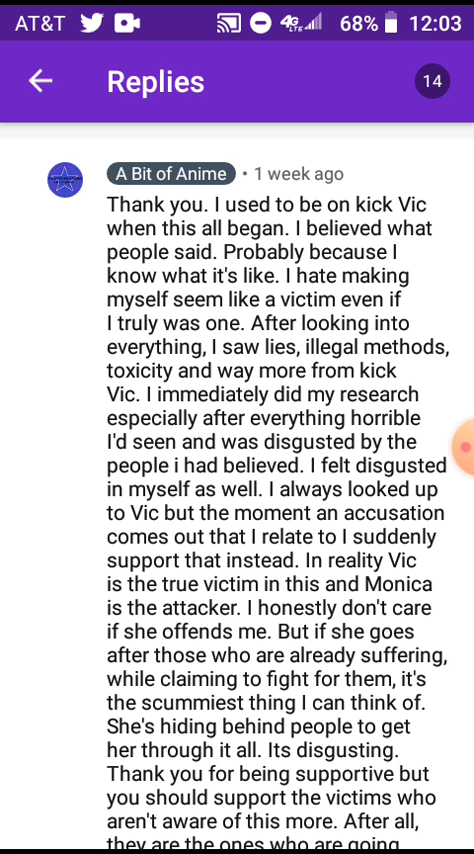 AT&T 4G LTE 68% 12:03
Replies 14
A Bit of Anime • 1 week ago
Thank you. I used to be on kick Vic
when this all began. I believed what
people said. Probably because I
know what it's like. I hate making
myself seem like a victim even if
I truly was one. After looking into
everything, I saw lies, illegal methods,
toxicity and way more from kick
Vic. I immediately did my research
especially after everything horrible
I'd seen and was disgusted by the
people i had believed. I felt disgusted
in myself as well. I always looked up
to Vic but the moment an accusation
comes out that I relate to I suddenly
support that instead. In reality Vic
is the true victim in this and Monica
is the attacker. I honestly don't care
if she offends me. But if she goes
after those who are already suffering,
while claiming to fight for them, it's
the scummiest thing I can think of.
She's hiding behind people to get
her through it all. Its disgusting.
Thank you for being supportive but
you should support the victims who
aren't aware of this more. After all,
they are the ones who are going